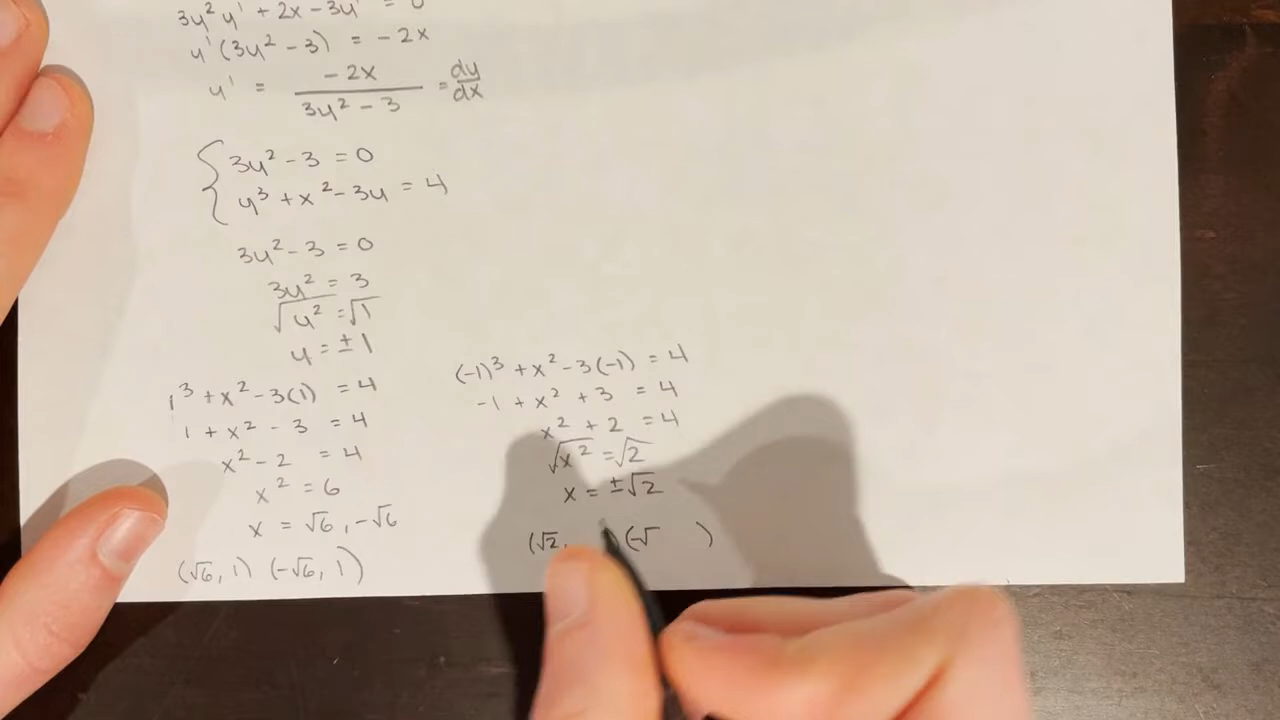 3y² y' + 2x - 3y' = 0
y'(3y² - 3) = -2x
y' = -2x / 3y² - 3 = dy/dx
{ 3y² - 3 = 0
y³ + x² - 3y = 4
3y² - 3 = 0
3y² = 3
√y² = √1
y = ± 1
1³ + x² - 3(1) = 4
1 + x² - 3 = 4
x² - 2 = 4
x² = 6
x = √6, -√6
(√6, 1) (-√6, 1)
(-1)³ + x² - 3(-1) = 4
-1 + x² + 3 = 4
x² + 2 = 4
√x² = √2
x = ±√2
(√2, ) (-√ )